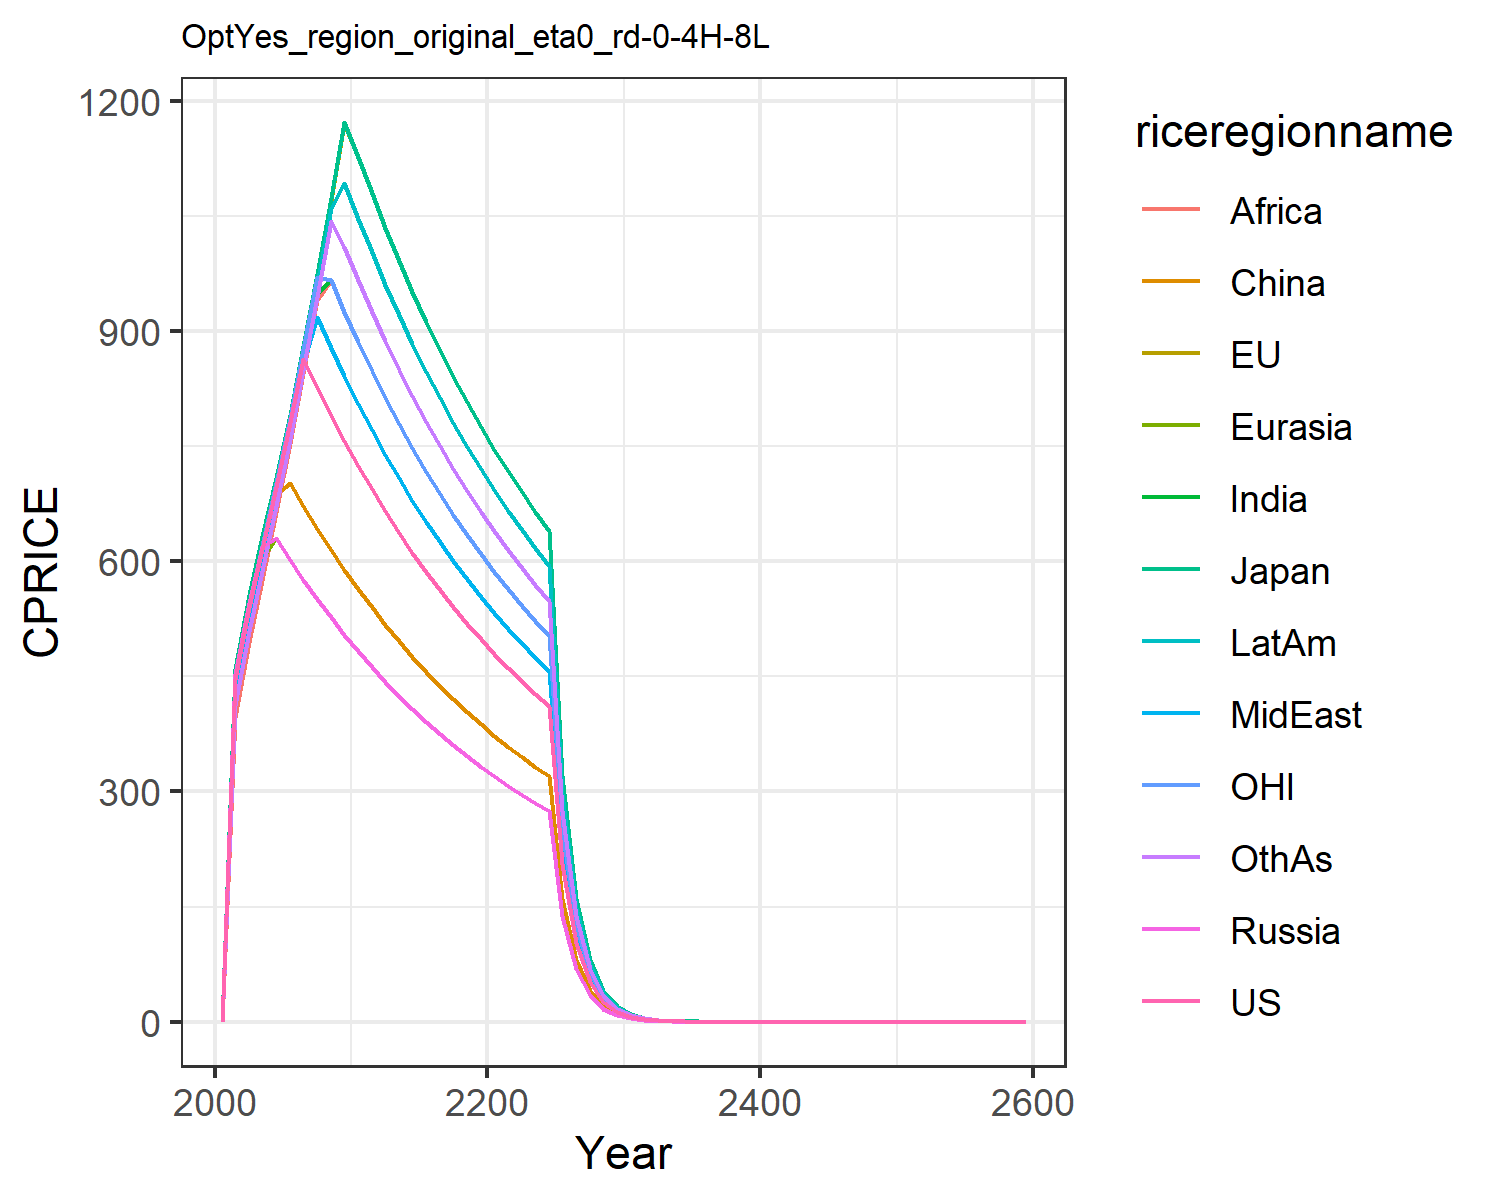 OptYes_region_original_eta0_rd-0-4H-8L
1200
900
600
300
0
CPRICE
2000 2200 2400 2600
Year
riceregionname
Africa
China
EU
Eurasia
India
Japan
LatAm
MidEast
OHI
OthAs
Russia
US